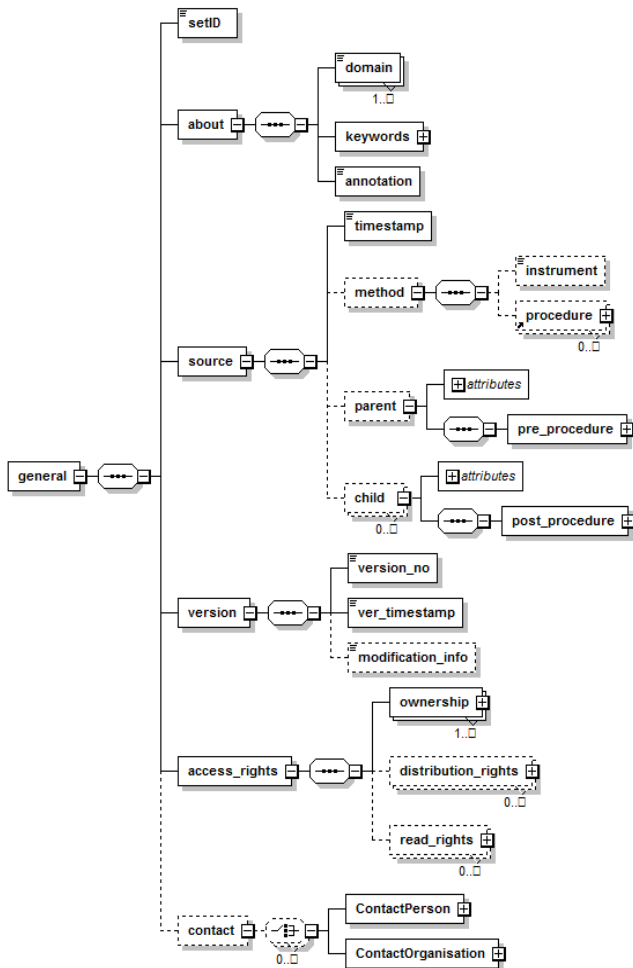 setID
domain
1..□
about
keywords
annotation
timestamp
instrument
method
procedure
0..□
source
attributes
parent
pre_procedure
general
attributes
child
0..□
post_procedure
version_no
version
ver_timestamp
modification_info
ownership
1..□
access_rights
distribution_rights
0..□
read_rights
0..□
ContactPerson
contact
0..□
ContactOrganisation